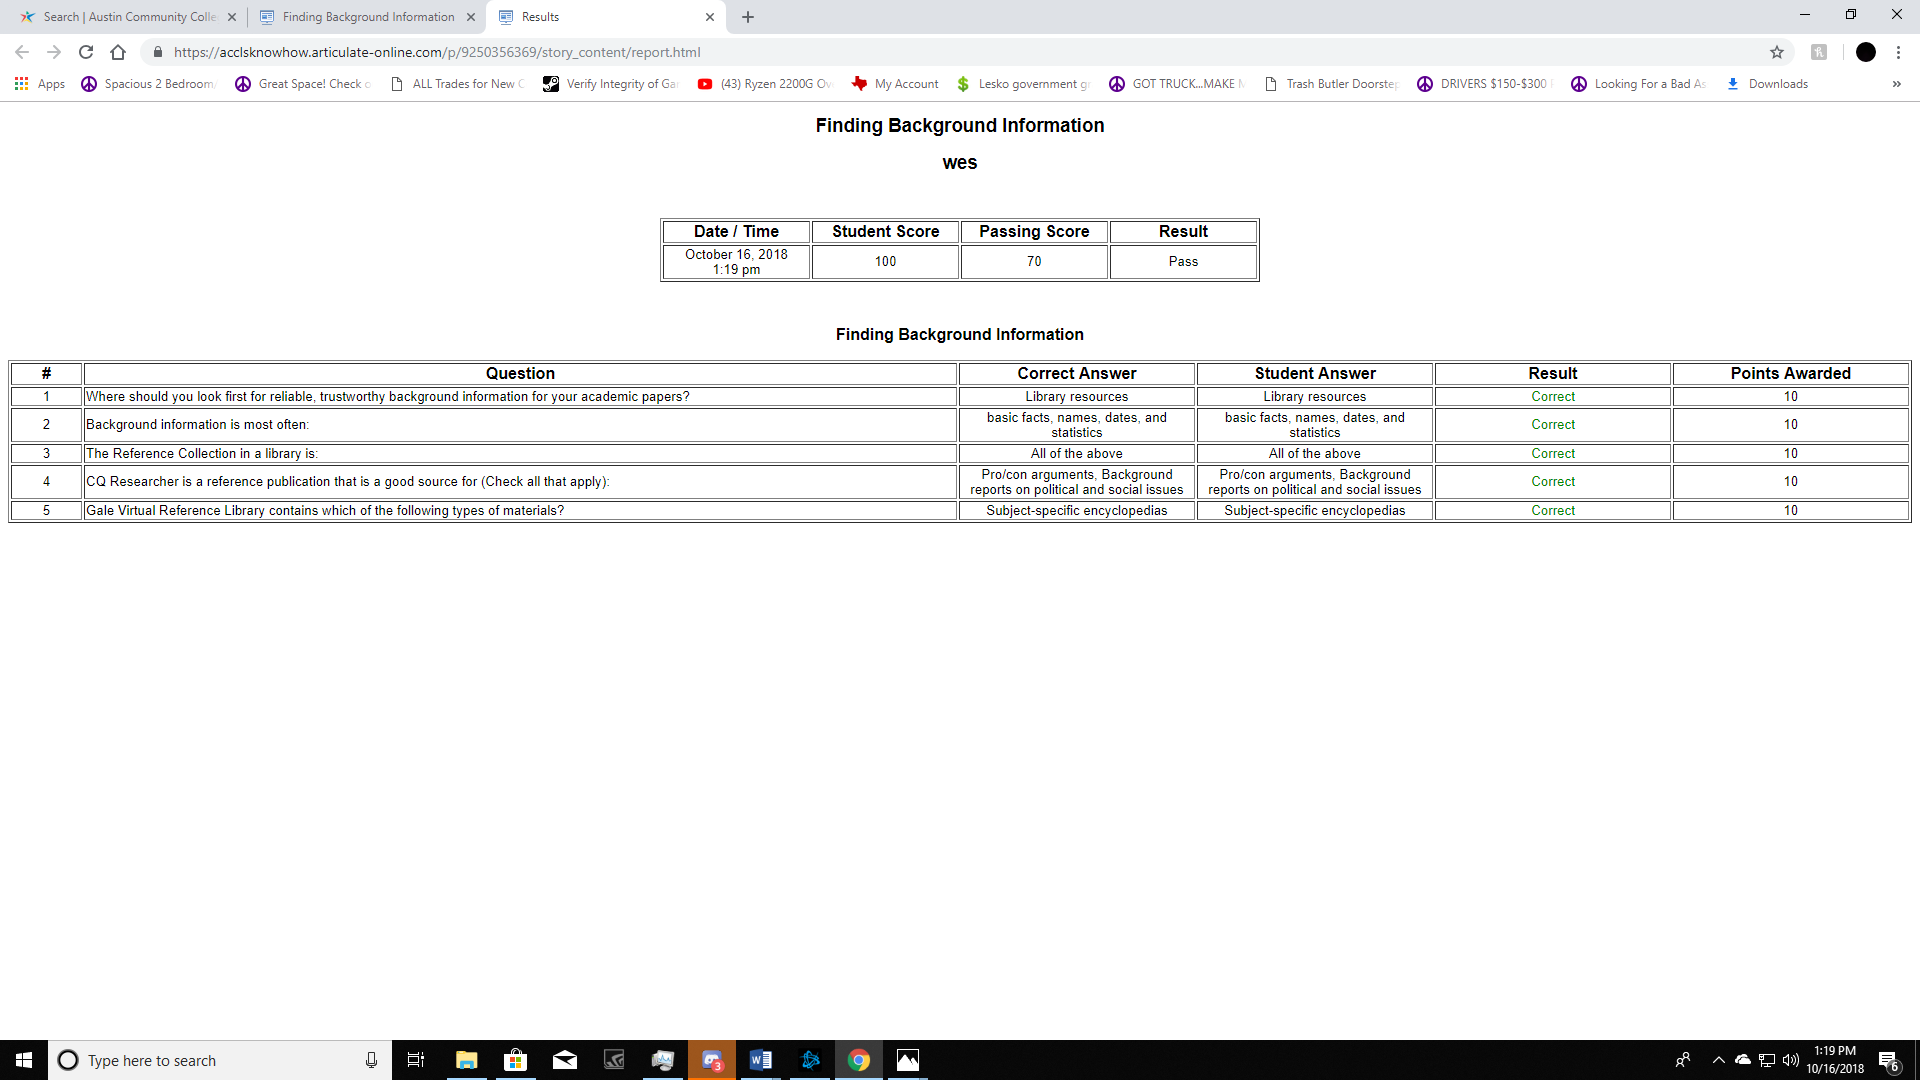 Search | Austin Community Colle
Finding Background Information
Results
https://acclsknowhow.articulate-online.com/p/9250356369/story_content/report.html
Apps
Spacious 2 Bedroom
Great Space! Check o
ALL Trades for New C
Verify Integrity of Gar
(43) Ryzen 2200G Ov
My Account
Lesko government gr
GOT TRUCK...MAKE M
Trash Butler Doorstep
DRIVERS $150-$300 P
Looking For a Bad As
Downloads
»
Finding Background Information
wes
Date / Time Student Score Passing Score Result
October 16, 2018
1:19 pm
100 70 Pass
Finding Background Information
# Question Correct Answer Student Answer Result Points Awarded
1 Where should you look first for reliable, trustworthy background information for your academic papers? Library resources Library resources Correct 10
2 Background information is most often: basic facts, names, dates, and statistics basic facts, names, dates, and statistics Correct 10
3 The Reference Collection in a library is: All of the above All of the above Correct 10
4 CQ Researcher is a reference publication that is a good source for (Check all that apply): Pro/con arguments, Background reports on political and social issues Pro/con arguments, Background reports on political and social issues Correct 10
5 Gale Virtual Reference Library contains which of the following types of materials? Subject-specific encyclopedias Subject-specific encyclopedias Correct 10
Type here to search
3
1:19 PM
10/16/2018
6